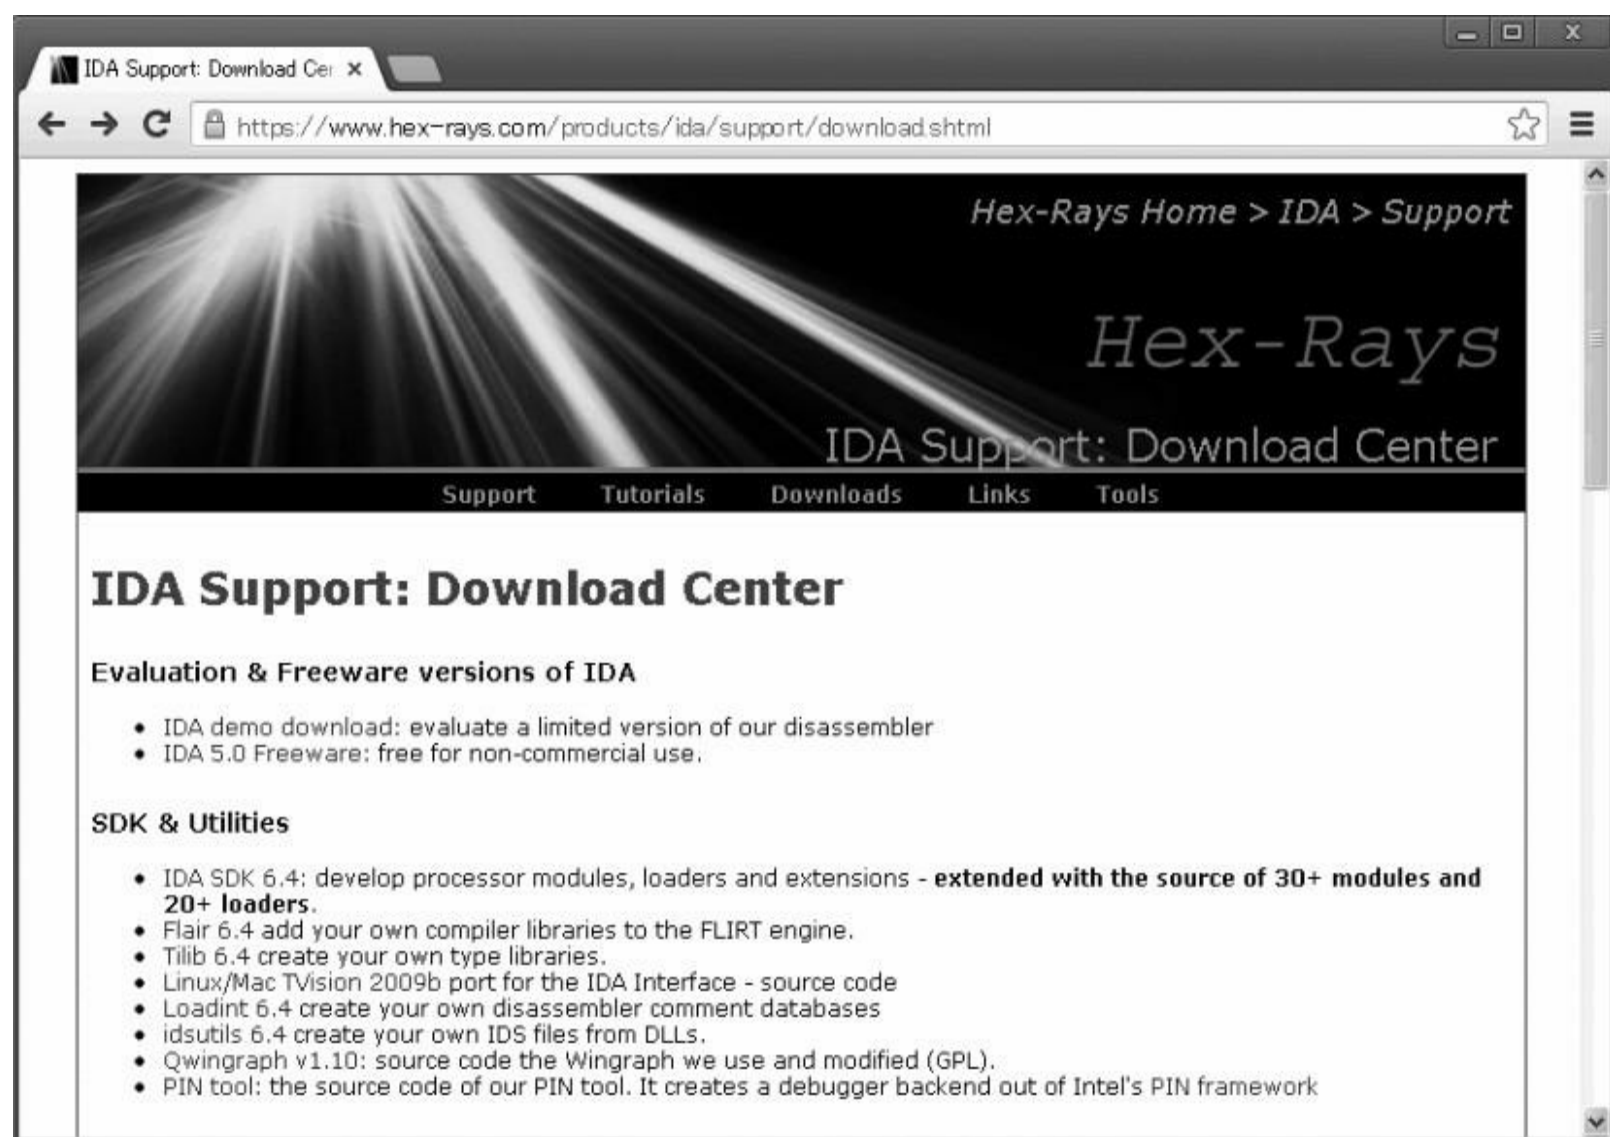 IDA Support: Download Cer
https://www.hex-rays.com/products/ida/support/download.shtml
Hex-Rays Home > IDA > Support
Hex-Rays
IDA Support: Download Center
Support Tutorials Downloads Links Tools
IDA Support: Download Center
Evaluation & Freeware versions of IDA
• IDA demo download: evaluate a limited version of our disassembler
• IDA 5.0 Freeware: free for non-commercial use.
SDK & Utilities
• IDA SDK 6.4: develop processor modules, loaders and extensions - extended with the source of 30+ modules and
20+ loaders.
• Flair 6.4 add your own compiler libraries to the FLIRT engine.
• Tilib 6.4 create your own type libraries.
• Linux/Mac TVision 2009b port for the IDA Interface - source code
• Loadint 6.4 create your own disassembler comment databases
• idsutils 6.4 create your own IDS files from DLLs.
• Qwingraph v1.10: source code the Wingraph we use and modified (GPL).
• PIN tool: the source code of our PIN tool. It creates a debugger backend out of Intel's PIN framework